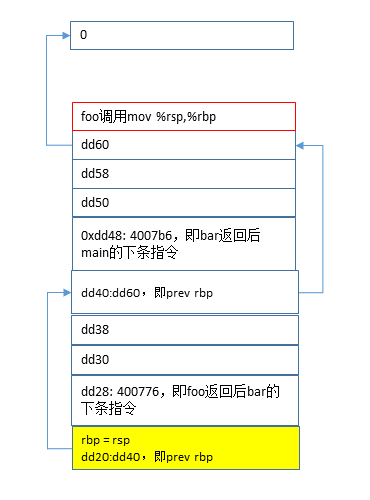 0
foo调用mov %rsp,%rbp
dd60
dd58
dd50
0xdd48: 4007b6，即bar返回后
main的下条指令
dd40:dd60，即prev rbp
dd38
dd30
dd28: 400776，即foo返回后bar的
下条指令
rbp = rsp
dd20:dd40，即prev rbp